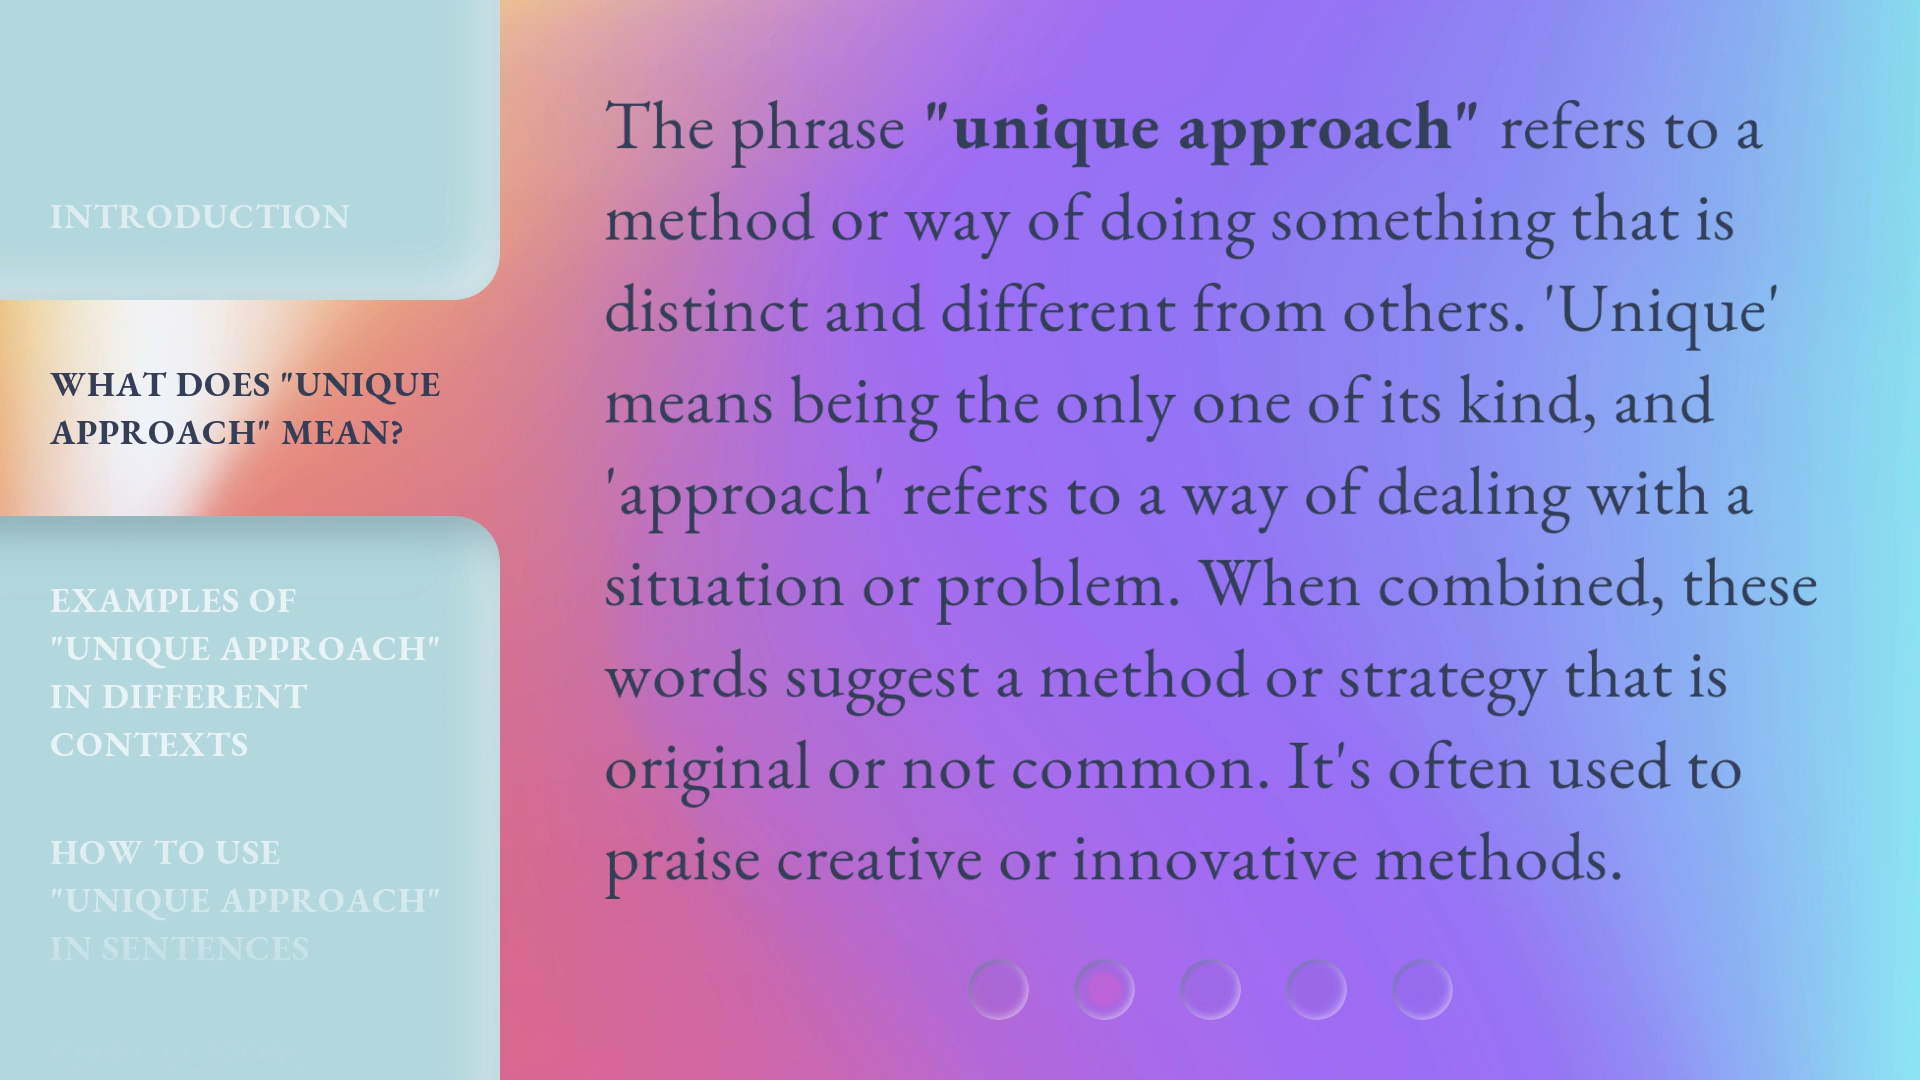 INTRODUCTION
WHAT DOES "UNIQUE
APPROACH" MEAN?
EXAMPLES OF
"UNIQUE APPROACH"
IN DIFFERENT
CONTEXTS
HOW TO USE
"UNIQUE APPROACH"
IN SENTENCES
The phrase "unique approach" refers to a
method or way of doing something that is
distinct and different from others. 'Unique'
means being the only one of its kind, and
'approach' refers to a way of dealing with a
situation or problem. When combined, these
words suggest a method or strategy that is
original or not common. It's often used to
praise creative or innovative methods.